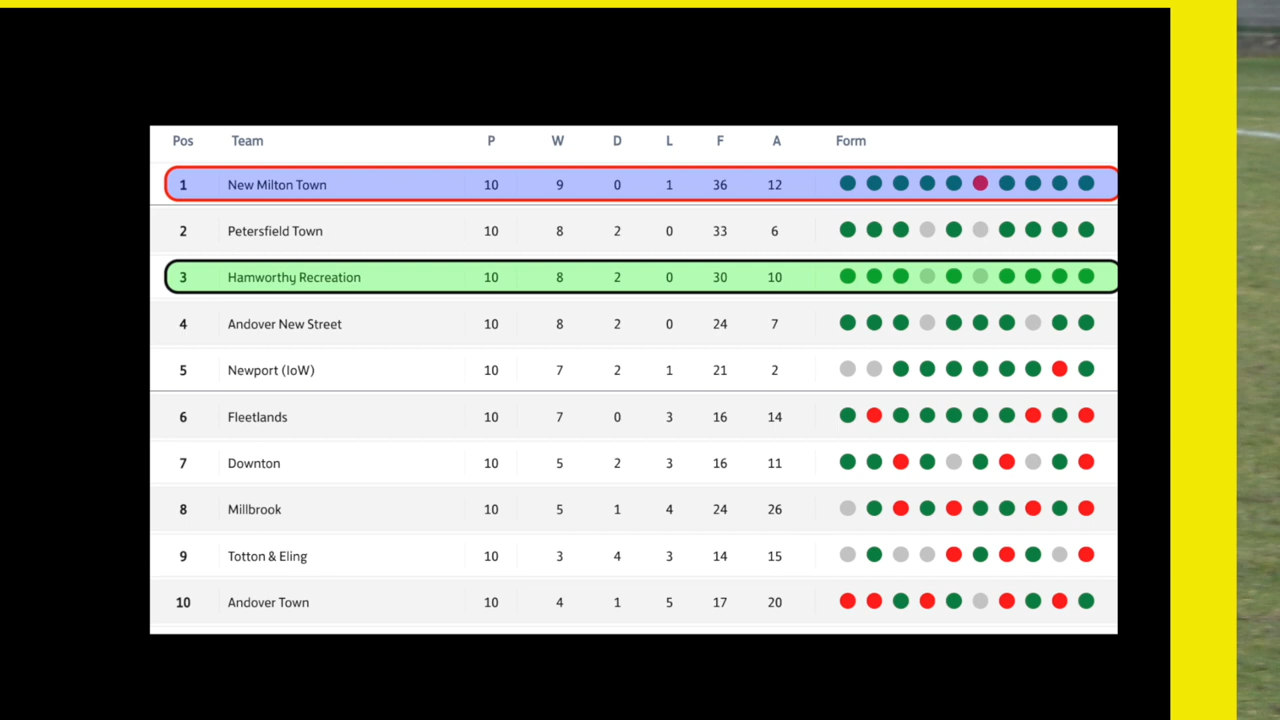 Pos Team P W D L F A Form
1 New Milton Town 10 9 0 1 36 12
2 Petersfield Town 10 8 2 0 33 6
3 Hamworthy Recreation 10 8 2 0 30 10
4 Andover New Street 10 8 2 0 24 7
5 Newport (IoW) 10 7 2 1 21 2
6 Fleetlands 10 7 0 3 16 14
7 Downton 10 5 2 3 16 11
8 Millbrook 10 5 1 4 24 26
9 Totton & Eling 10 3 4 3 14 15
10 Andover Town 10 4 1 5 17 20